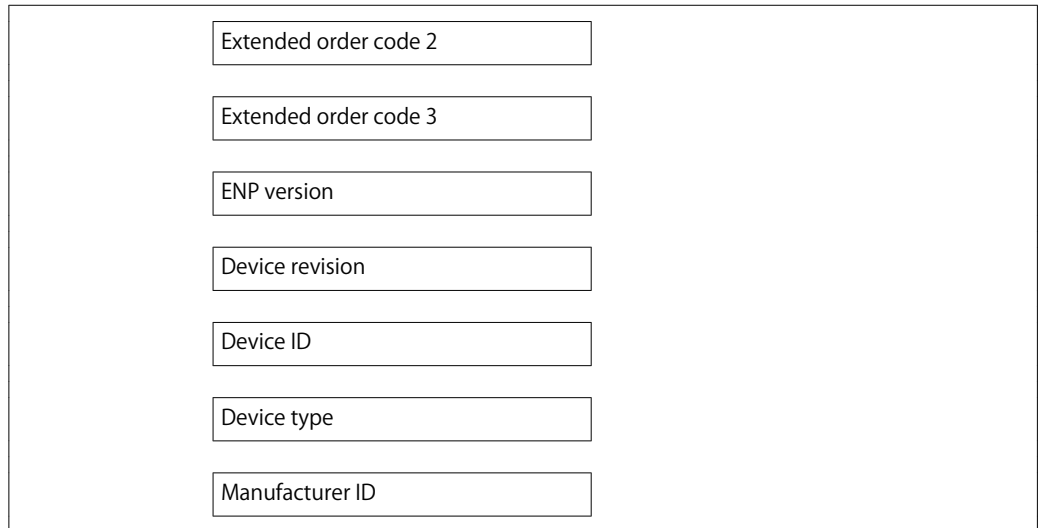 Extended order code 2
Extended order code 3
ENP version
Device revision
Device ID
Device type
Manufacturer ID